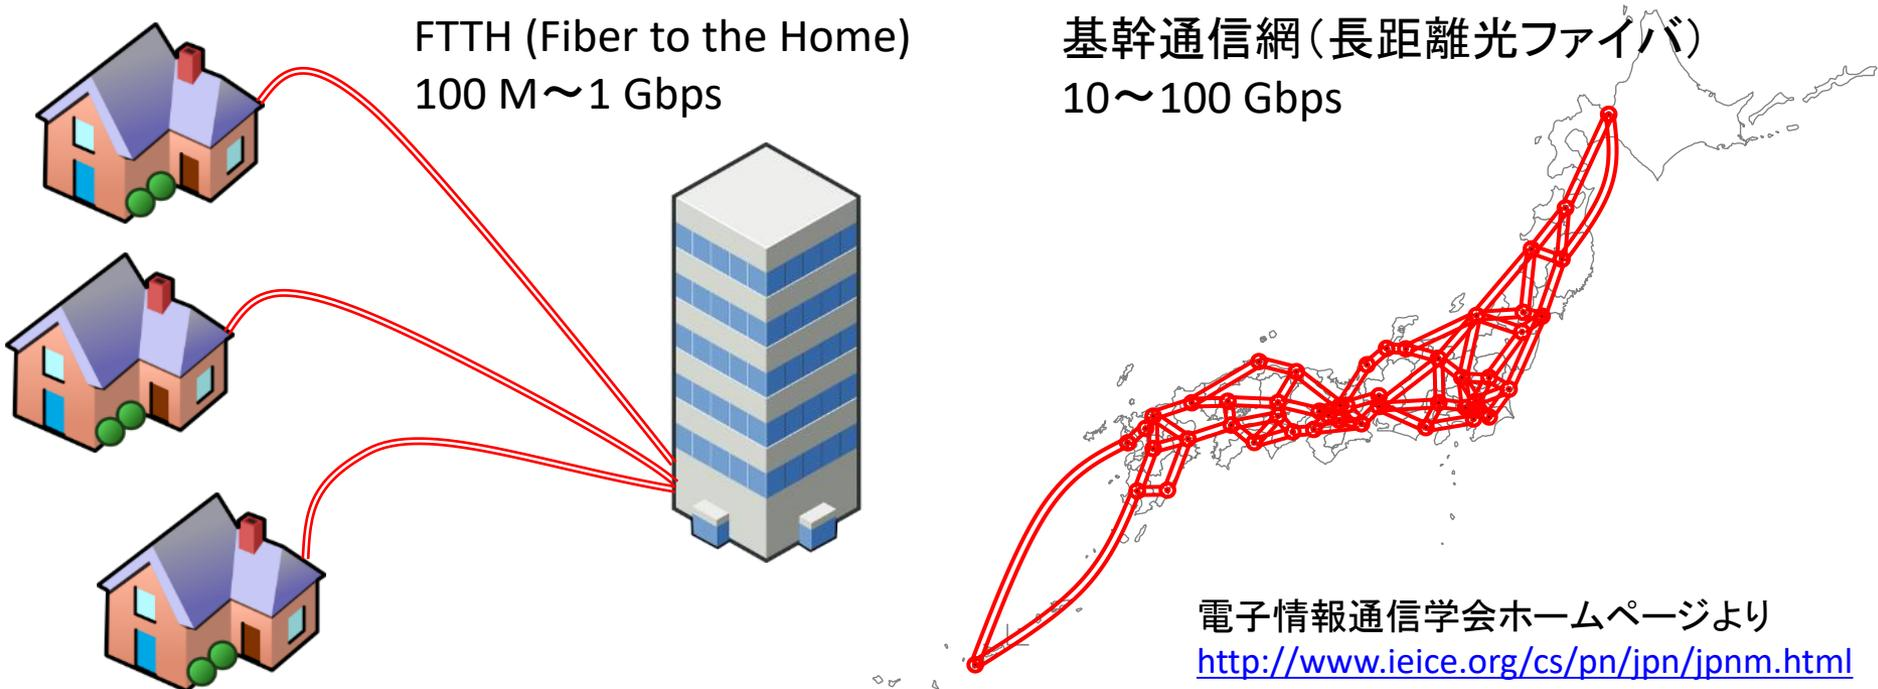 FTTH (Fiber to the Home)
100 M～1 Gbps
基幹通信網（長距離光ファイバ）
10～100 Gbps
電子情報通信学会ホームページより
http://www.ieice.org/cs/pn/jpn/jpnm.html